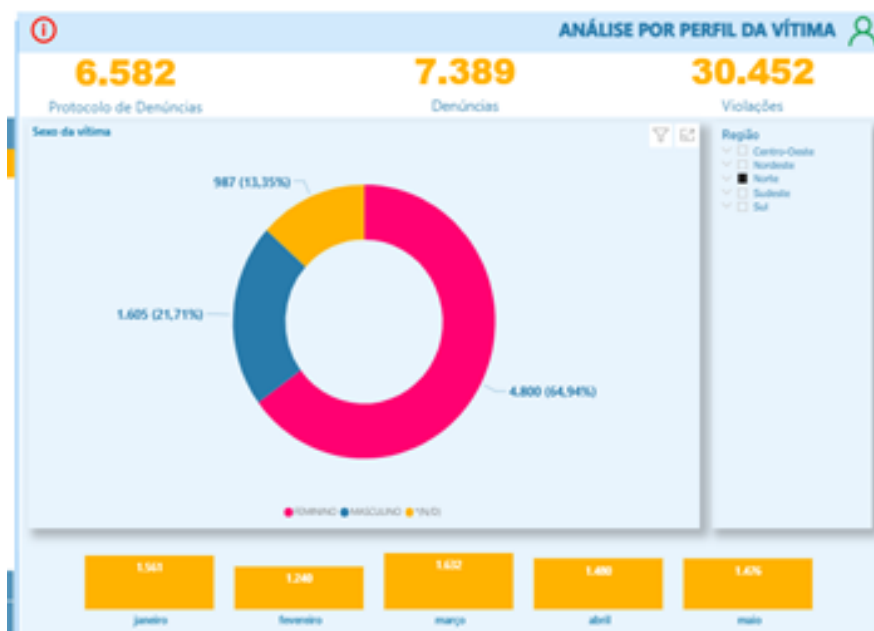 ANÁLISE POR PERFIL DA VÍTIMA
6.582 7.389 30.452
Protocolo de Denúncias Denúncias Violações
Sexo da vítima
Região
Centro-Oeste
Nordeste
Norte
Sudeste
Sul
987 (13,35%)
1.605 (21,71%)
4.800 (64,94%)
FEMININO MASCULINO *(N/D)
1.561 1.240 1.632 1.480 1.476
janeiro fevereiro março abril maio